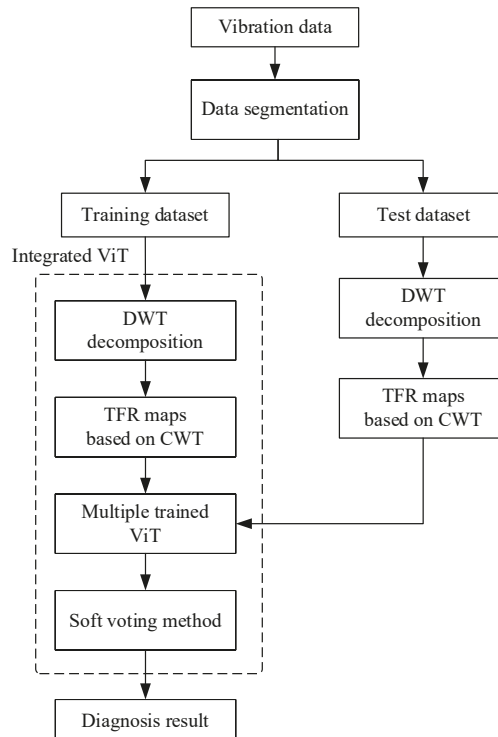 Vibration data
Data segmentation
Training dataset
Test dataset
Integrated ViT
DWT
decomposition
TFR maps
based on CWT
Multiple trained
ViT
Soft voting method
Diagnosis result
DWT
decomposition
TFR maps
based on CWT